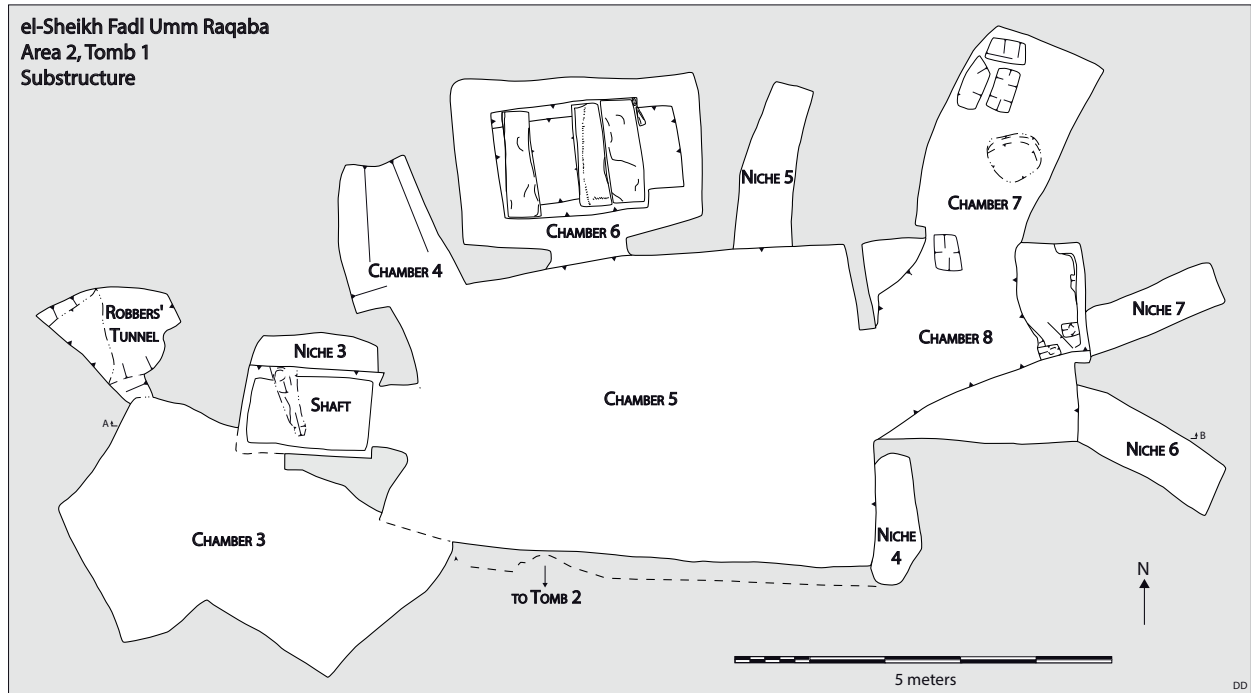 el-Sheikh Fadl Umm Raqaba
Area 2, Tomb 1
Substructure
Niche 5
Chamber 7
Chamber 6
Chamber 4
Robbers'
Tunnel
Niche 7
Niche 3
Chamber 8
Shaft
Chamber 5
A
B
Niche 6
Chamber 3
Niche
4
to Tomb 2
N
5 meters
DD